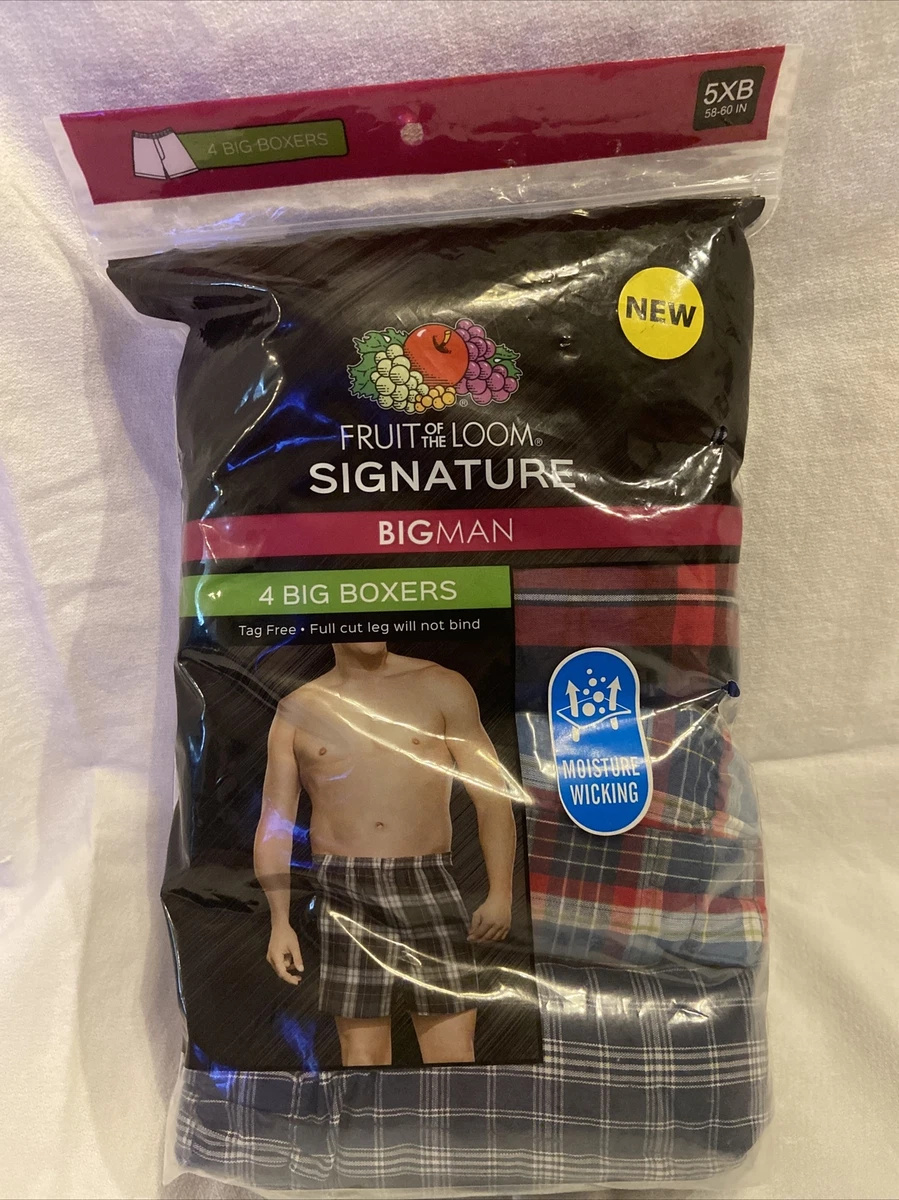 5XB
58-60 IN
4 BIG BOXERS
NEW
FRUIT OF THE LOOM®
SIGNATURE
BIGMAN
4 BIG BOXERS
Tag Free • Full cut leg will not bind
MOISTURE
WICKING